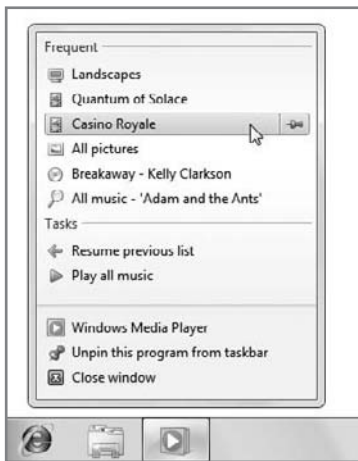 Frequent
Landscapes
Quantum of Solace
Casino Royale
All pictures
Breakaway - Kelly Clarkson
All music - 'Adam and the Ants'
Tasks
Resume previous list
Play all music
Windows Media Player
Unpin this program from taskbar
Close window